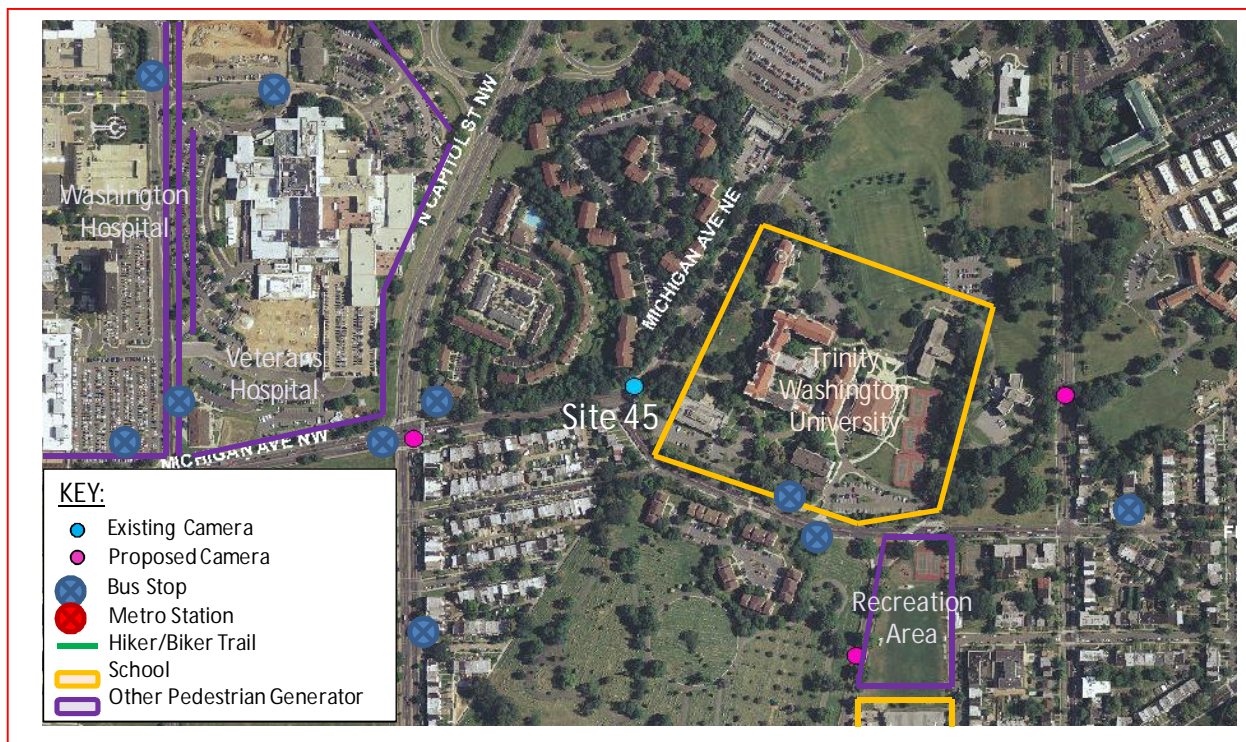 N CAPITOL ST NW
Washington
Hospital
MICHIGAN AVE NE
Veterans
Hospital
Trinity
Washington
University
Site 45
MICHIGAN AVE NW
KEY:
Existing Camera
Proposed Camera
Bus Stop
Metro Station
Hiker/Biker Trail
School
Other Pedestrian Generator
Recreation
Area